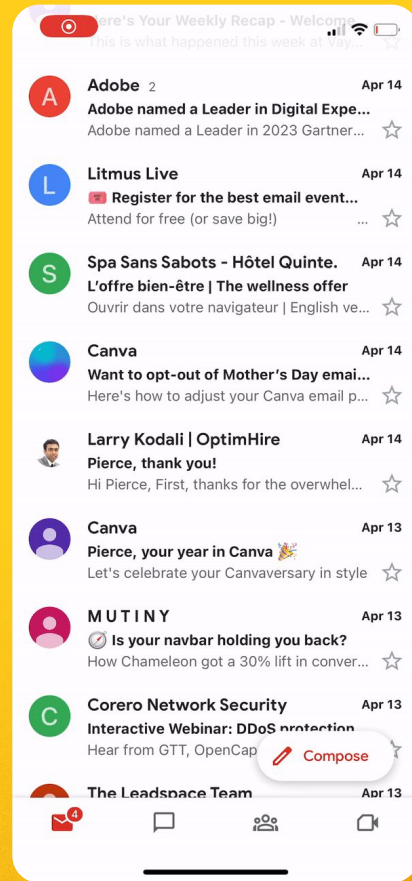 Here's Your Weekly Recap - Welcome
This is what happened this week at Vay...
A
Adobe 2
Apr 14
Adobe named a Leader in Digital Expe...
Adobe named a Leader in 2023 Gartner...
L
Litmus Live
Apr 14
🎟️ Register for the best email event...
Attend for free (or save big!) ...
S
Spa Sans Sabots - Hôtel Quinte.
Apr 14
L'offre bien-être | The wellness offer
Ouvrir dans votre navigateur | English ve...
Canva
Apr 14
Want to opt-out of Mother's Day emai...
Here's how to adjust your Canva email p...
Larry Kodali | OptimHire
Apr 14
Pierce, thank you!
Hi Pierce, First, thanks for the overwhel...
Canva
Apr 13
Pierce, your year in Canva 🎉
Let's celebrate your Canvaversary in style
M U T I N Y
Apr 13
🧭 Is your navbar holding you back?
How Chameleon got a 30% lift in conver...
C
Corero Network Security
Apr 13
Interactive Webinar: DDoS protection
Hear from GTT, OpenCap
Compose
The Leadspace Team
Apr 13
4